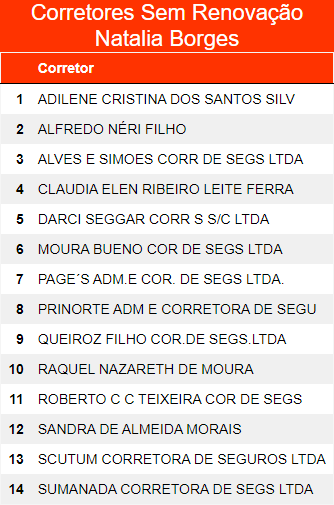 Corretores Sem Renovação
Natalia Borges
Corretor
1 ADILENE CRISTINA DOS SANTOS SILV
2 ALFREDO NÉRI FILHO
3 ALVES E SIMOES CORR DE SEGS LTDA
4 CLAUDIA ELEN RIBEIRO LEITE FERRA
5 DARCI SEGGAR CORR S S/C LTDA
6 MOURA BUENO COR DE SEGS LTDA
7 PAGE´S ADM.E COR. DE SEGS LTDA.
8 PRINORTE ADM E CORRETORA DE SEGU
9 QUEIROZ FILHO COR.DE SEGS.LTDA
10 RAQUEL NAZARETH DE MOURA
11 ROBERTO C C TEIXEIRA COR DE SEGS
12 SANDRA DE ALMEIDA MORAIS
13 SCUTUM CORRETORA DE SEGUROS LTDA
14 SUMANADA CORRETORA DE SEGS LTDA